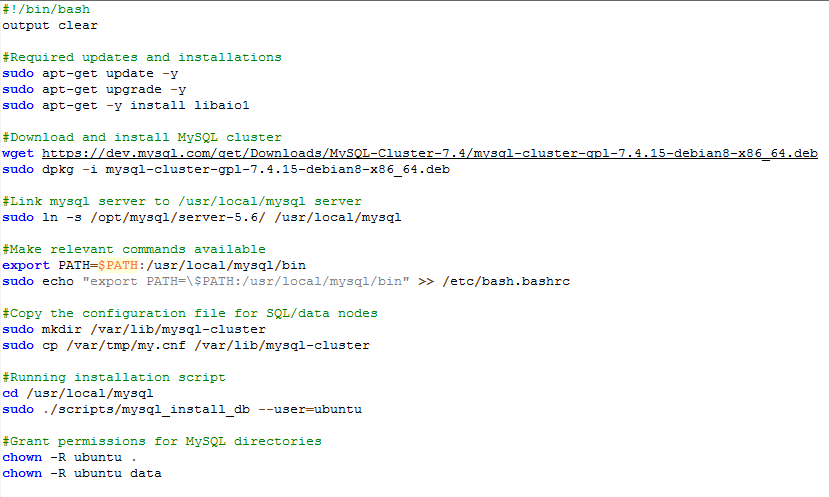 #!/bin/bash
output clear
#Required updates and installations
sudo apt-get update -y
sudo apt-get upgrade -y
sudo apt-get -y install libaio1
#Download and install MySQL cluster
wget https://dev.mysql.com/get/Downloads/MySQL-Cluster-7.4/mysql-cluster-gpl-7.4.15-debian8-x86_64.deb
sudo dpkg -i mysql-cluster-gpl-7.4.15-debian8-x86_64.deb
#Link mysql server to /usr/local/mysql server
sudo ln -s /opt/mysql/server-5.6/ /usr/local/mysql
#Make relevant commands available
export PATH=$PATH:/usr/local/mysql/bin
sudo echo "export PATH=\$PATH:/usr/local/mysql/bin" >> /etc/bash.bashrc
#Copy the configuration file for SQL/data nodes
sudo mkdir /var/lib/mysql-cluster
sudo cp /var/tmp/my.cnf /var/lib/mysql-cluster
#Running installation script
cd /usr/local/mysql
sudo ./scripts/mysql_install_db --user=ubuntu
#Grant permissions for MySQL directories
chown -R ubuntu .
chown -R ubuntu data